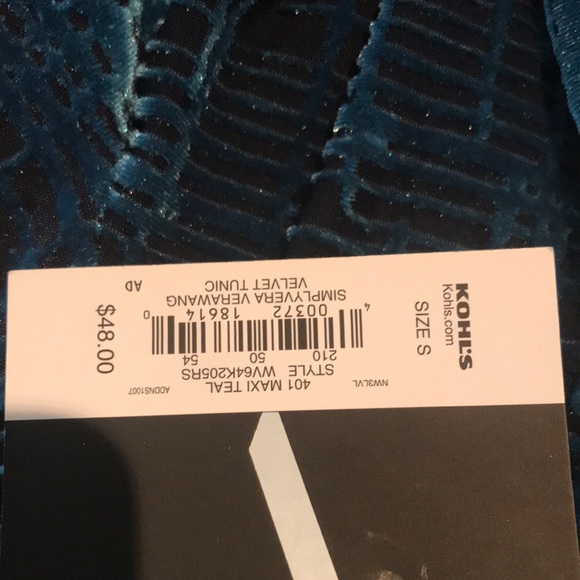 KOHL'S
Kohls.com
SIZE S
NW3LVL
401 MAXI TEAL
STYLE WV64K205RS
ADDNS1007
210 50 54
4 00372 18614 0
SIMPLYVERA VERAWANG
VELVET TUNIC
AD
$48.00